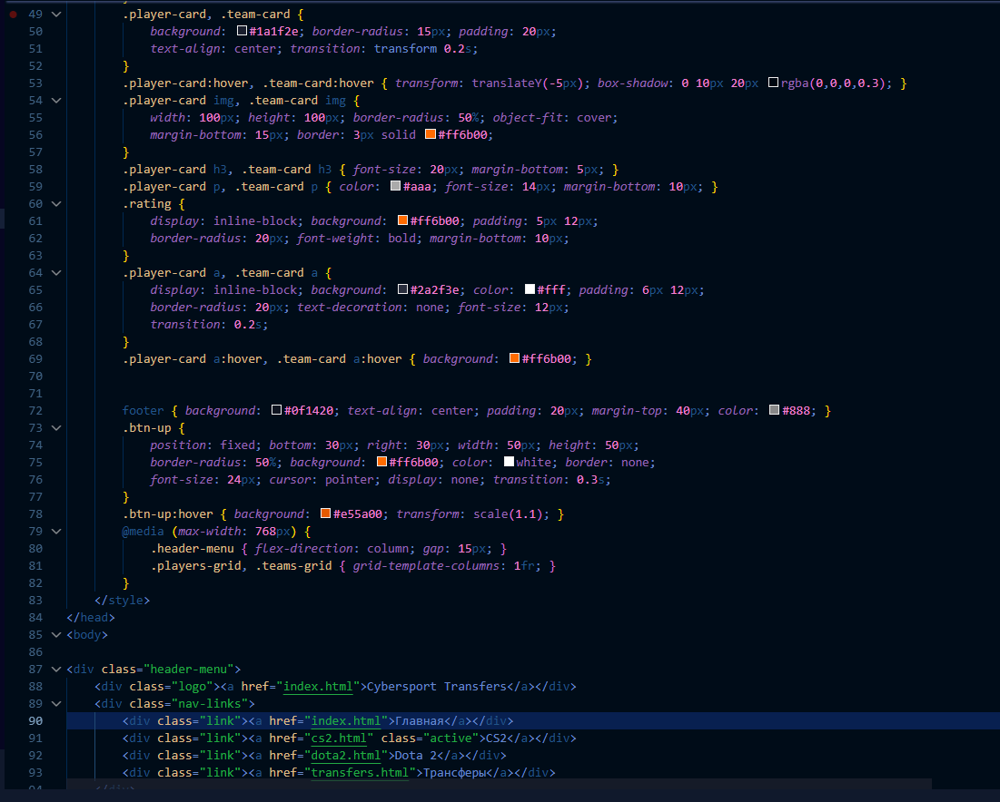 49 .player-card, .team-card {
50 background: #1a1f2e; border-radius: 15px; padding: 20px;
51 text-align: center; transition: transform 0.2s;
52 }
53 .player-card:hover, .team-card:hover { transform: translateY(-5px); box-shadow: 0 10px 20px rgba(0,0,0,0.3); }
54 .player-card img, .team-card img {
55 width: 100px; height: 100px; border-radius: 50%; object-fit: cover;
56 margin-bottom: 15px; border: 3px solid #ff6b00;
57 }
58 .player-card h3, .team-card h3 { font-size: 20px; margin-bottom: 5px; }
59 .player-card p, .team-card p { color: #aaa; font-size: 14px; margin-bottom: 10px; }
60 .rating {
61 display: inline-block; background: #ff6b00; padding: 5px 12px;
62 border-radius: 20px; font-weight: bold; margin-bottom: 10px;
63 }
64 .player-card a, .team-card a {
65 display: inline-block; background: #2a2f3e; color: #fff; padding: 6px 12px;
66 border-radius: 20px; text-decoration: none; font-size: 12px;
67 transition: 0.2s;
68 }
69 .player-card a:hover, .team-card a:hover { background: #ff6b00; }
70
71
72 footer { background: #0f1420; text-align: center; padding: 20px; margin-top: 40px; color: #888; }
73 .btn-up {
74 position: fixed; bottom: 30px; right: 30px; width: 50px; height: 50px;
75 border-radius: 50%; background: #ff6b00; color: white; border: none;
76 font-size: 24px; cursor: pointer; display: none; transition: 0.3s;
77 }
78 .btn-up:hover { background: #e55a00; transform: scale(1.1); }
79 @media (max-width: 768px) {
80 .header-menu { flex-direction: column; gap: 15px; }
81 .players-grid, .teams-grid { grid-template-columns: 1fr; }
82 }
83 </style>
84 </head>
85 <body>
86
87 <div class="header-menu">
88 <div class="logo"><a href="index.html">Cybersport Transfers</a></div>
89 <div class="nav-links">
90 <div class="link"><a href="index.html">Главная</a></div>
91 <div class="link"><a href="cs2.html" class="active">CS2</a></div>
92 <div class="link"><a href="dota2.html">Dota 2</a></div>
93 <div class="link"><a href="transfers.html">Трансферы</a></div>
94 </div>